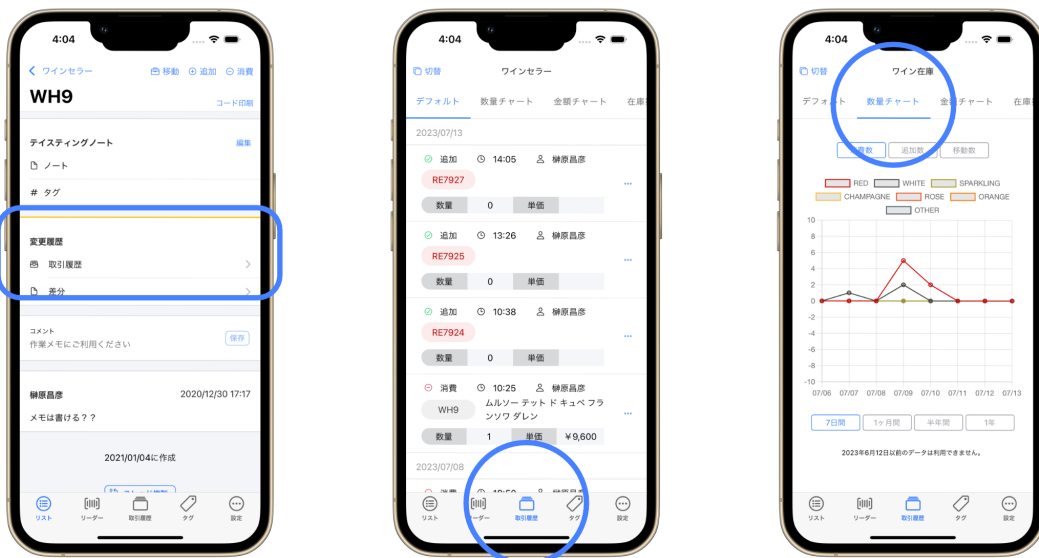 4:04
ワインセラー 移動 追加 消費
WH9
コード印刷
テイスティングノート 編集
ノート
# タグ
変更履歴
取引履歴
差分
コメント
作業メモにご利用ください 保存
榊原昌彦 2020/12/30 17:17
メモは書ける？？
2021/01/04に作成
リスト リーダー 取引履歴 タグ 設定
4:04
切替 ワインセラー
デフォルト 数量チャート 金額チャート
2023/07/13
追加 14:05 榊原昌彦
RE7927
数量 0 単価
追加 13:26 榊原昌彦
RE7925
数量 0 単価
追加 10:38 榊原昌彦
RE7924
数量 0 単価
消費 10:25 榊原昌彦
WH9 ムルソー テット ド キュベ フラ
ンソワ ダレン
数量 1 単価 ¥9,600
2023/07/08
リスト リーダー 取引履歴 タグ 設定
4:04
切替 ワイン在庫
デフォルト 数量チャート 金額チャート
追加数 移動数
RED WHITE SPARKLING
CHAMPAGNE ROSE ORANGE
OTHER
10
8
6
4
2
0
-2
-4
-6
-8
-10
07/06 07/07 07/08 07/09 07/10 07/11 07/12 07/13
7日間 1ヶ月間 半年間 1年
2023年6月12日以前のデータは利用できません。
リスト リーダー 取引履歴 タグ 設定